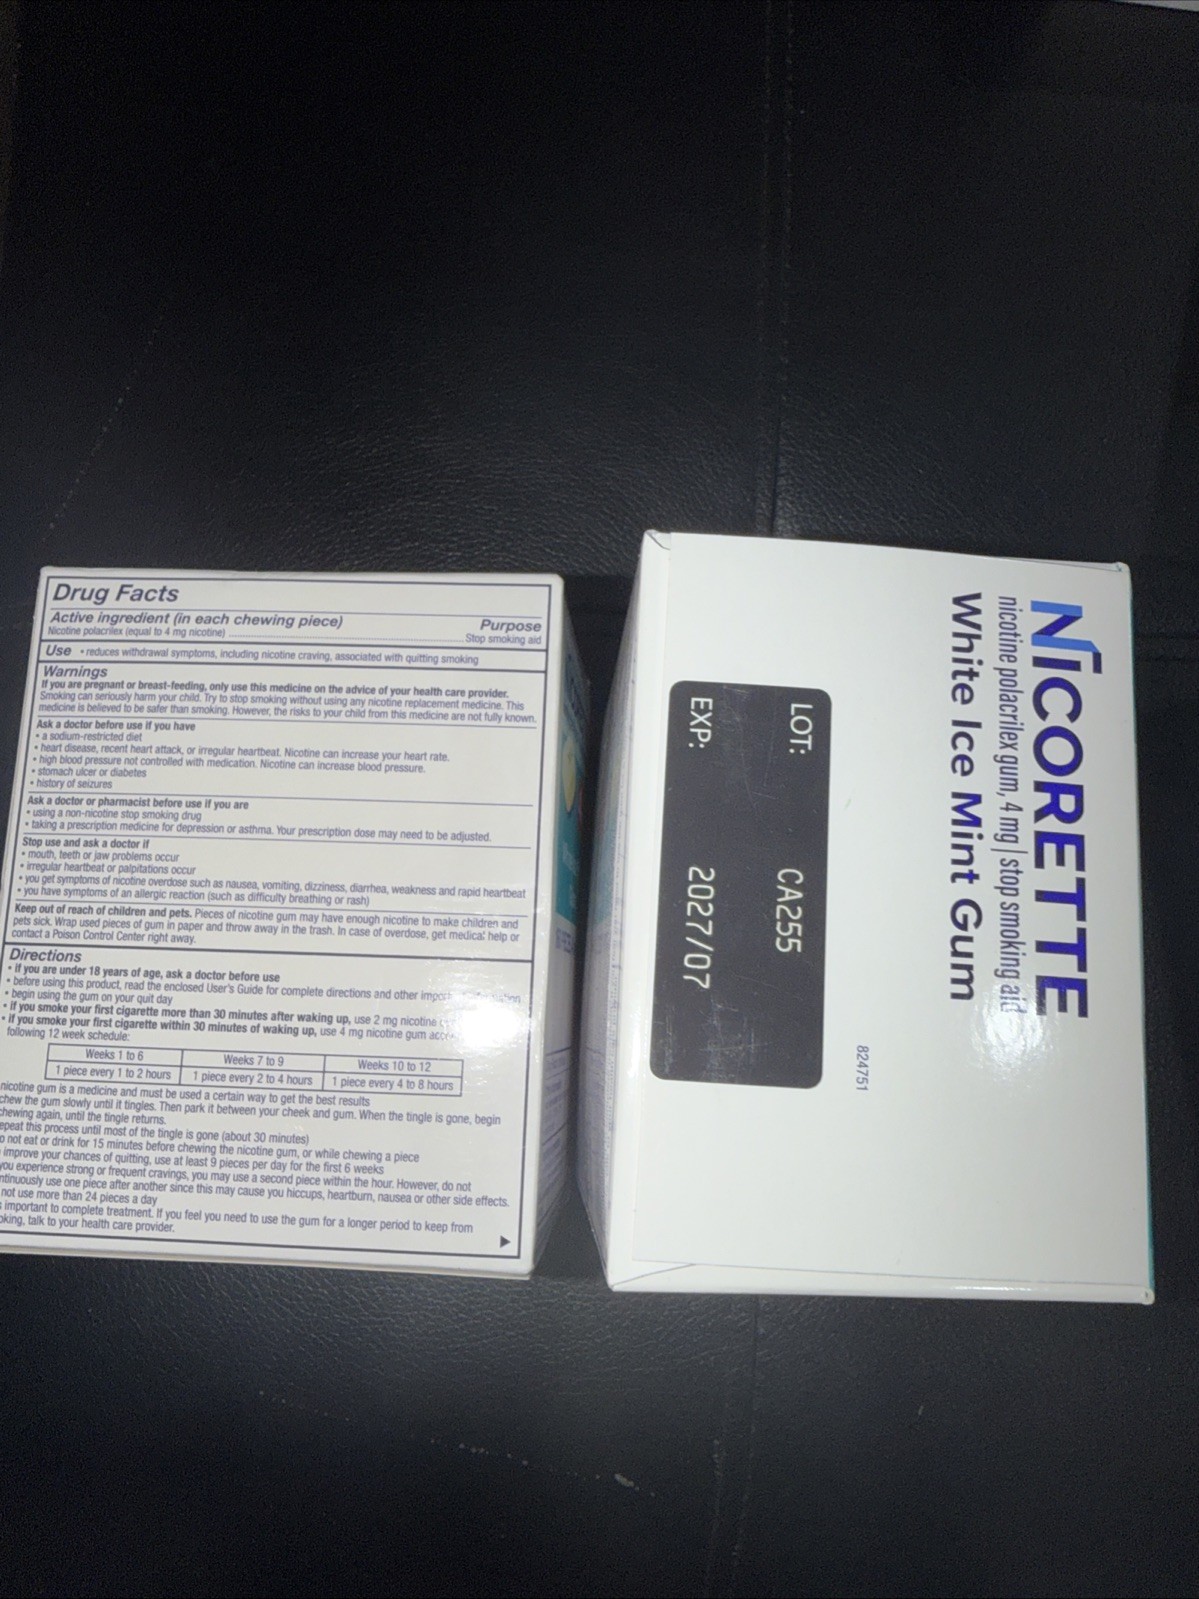 Drug Facts
Active ingredient (in each chewing piece) Purpose
Nicotine polacrilex (equal to 4 mg nicotine) Stop smoking aid
Use • reduces withdrawal symptoms, including nicotine craving, associated with quitting smoking
Warnings
If you are pregnant or breast-feeding, only use this medicine on the advice of your health care provider.
Smoking can seriously harm your child. Try to stop smoking without using any nicotine replacement medicine. This
medicine is believed to be safer than smoking. However, the risks to your child from this medicine are not fully known.
Ask a doctor before use if you have
• a sodium-restricted diet
• heart disease, recent heart attack, or irregular heartbeat. Nicotine can increase your heart rate.
• high blood pressure not controlled with medication. Nicotine can increase blood pressure.
• stomach ulcer or diabetes
• history of seizures
Ask a doctor or pharmacist before use if you are
• using a non-nicotine stop smoking drug
• taking a prescription medicine for depression or asthma. Your prescription dose may need to be adjusted.
Stop use and ask a doctor if
• mouth, teeth or jaw problems occur
• irregular heartbeat or palpitations occur
• you get symptoms of nicotine overdose such as nausea, vomiting, dizziness, diarrhea, weakness and rapid heartbeat
• you have symptoms of an allergic reaction (such as difficulty breathing or rash)
Keep out of reach of children and pets. Pieces of nicotine gum may have enough nicotine to make children and
pets sick. Wrap used pieces of gum in paper and throw away in the trash. In case of overdose, get medical help or
contact a Poison Control Center right away.
Directions
• if you are under 18 years of age, ask a doctor before use
• before using this product, read the enclosed User's Guide for complete directions and other
• begin using the gum on your quit day
• if you smoke your first cigarette more than 30 minutes after waking up, use 2 mg nicotine
• if you smoke your first cigarette within 30 minutes of waking up, use 4 mg nicotine gum
following 12 week schedule:
Weeks 1 to 6 Weeks 7 to 9 Weeks 10 to 12
1 piece every 1 to 2 hours 1 piece every 2 to 4 hours 1 piece every 4 to 8 hours
nicotine gum is a medicine and must be used a certain way to get the best results
chew the gum slowly until it tingles. Then park it between your cheek and gum. When the tingle is gone, begin
chewing again, until the tingle returns.
epeat this process until most of the tingle is gone (about 30 minutes)
o not eat or drink for 15 minutes before chewing the nicotine gum, or while chewing a piece
improve your chances of quitting, use at least 9 pieces per day for the first 6 weeks
you experience strong or frequent cravings, you may use a second piece within the hour. However, do not
ntinuously use one piece after another since this may cause you hiccups, heartburn, nausea or other side effects.
not use more than 24 pieces a day
important to complete treatment. If you feel you need to use the gum for a longer period to keep from
oking, talk to your health care provider.
NICORETTE
nicotine polacrilex gum, 4 mg | stop smoking aid
White Ice Mint Gum
824751
LOT: CA255
EXP: 2027/07